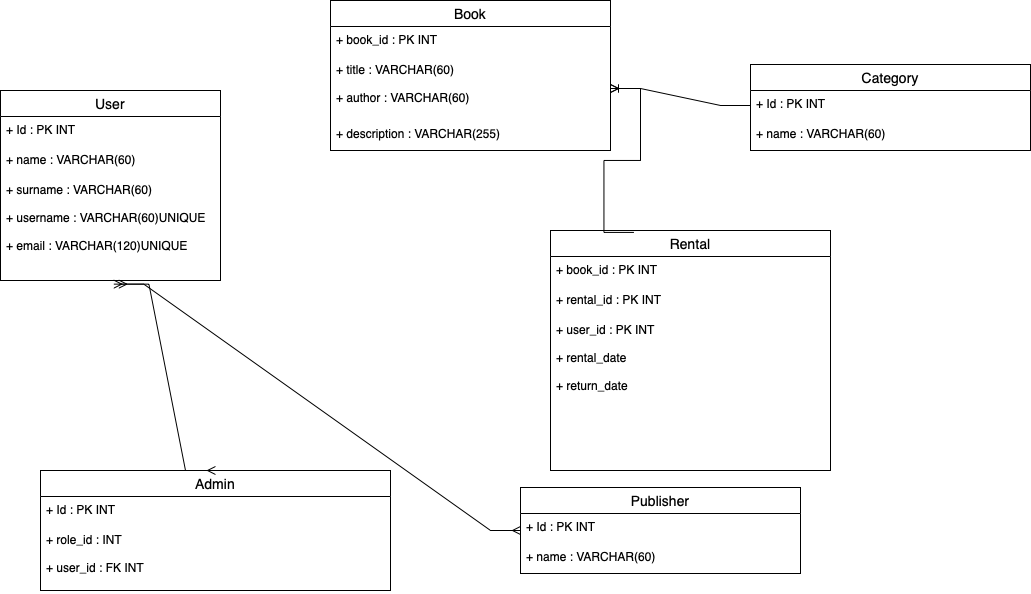 Book
+ book_id : PK INT
+ title : VARCHAR(60)
+ author : VARCHAR(60)
+ description : VARCHAR(255)
Category
+ Id : PK INT
+ name : VARCHAR(60)
User
+ Id : PK INT
+ name : VARCHAR(60)
+ surname : VARCHAR(60)
+ username : VARCHAR(60)UNIQUE
+ email : VARCHAR(120)UNIQUE
Rental
+ book_id : PK INT
+ rental_id : PK INT
+ user_id : PK INT
+ rental_date
+ return_date
Admin
+ Id : PK INT
+ role_id : INT
+ user_id : FK INT
Publisher
+ Id : PK INT
+ name : VARCHAR(60)